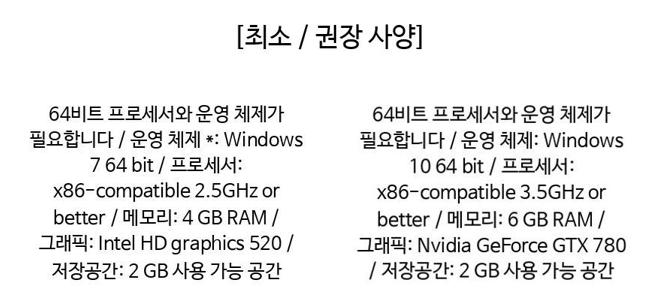 [최소 / 권장 사양]
64비트 프로세서와 운영 체제가
필요합니다 / 운영 체제 *: Windows
7 64 bit / 프로세서:
x86-compatible 2.5GHz or
better / 메모리: 4 GB RAM /
그래픽: Intel HD graphics 520 /
저장공간: 2 GB 사용 가능 공간
64비트 프로세서와 운영 체제가
필요합니다 / 운영 체제: Windows
10 64 bit / 프로세서:
x86-compatible 3.5GHz or
better / 메모리: 6 GB RAM /
그래픽: Nvidia GeForce GTX 780
/ 저장공간: 2 GB 사용 가능 공간